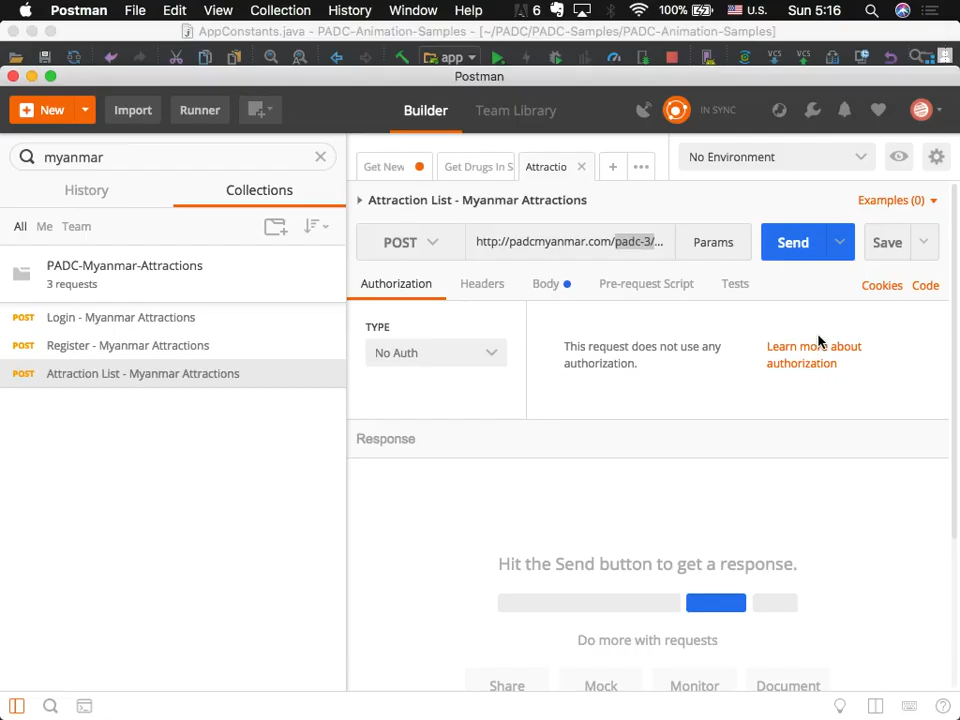 Postman File Edit View Collection History Window Help 6 100% U.S. Sun 5:16
AppConstants.java - PADC-Animation-Samples - [~/PADC/PADC-Samples/PADC-Animation-Samples]
app VCS VCS
Postman
New Import Runner Builder Team Library IN SYNC
myanmar
History Collections
All Me Team
PADC-Myanmar-Attractions
3 requests
POST Login - Myanmar Attractions
POST Register - Myanmar Attractions
POST Attraction List - Myanmar Attractions
Get New Get Drugs In S Attractio No Environment
Attraction List - Myanmar Attractions Examples (0)
POST http://padcmyanmar.com/padc-3/... Params Send Save
Authorization Headers Body Pre-request Script Tests Cookies Code
TYPE
No Auth
This request does not use any
authorization.
Learn more about
authorization
Response
Hit the Send button to get a response.
Do more with requests
Share Mock Monitor Document